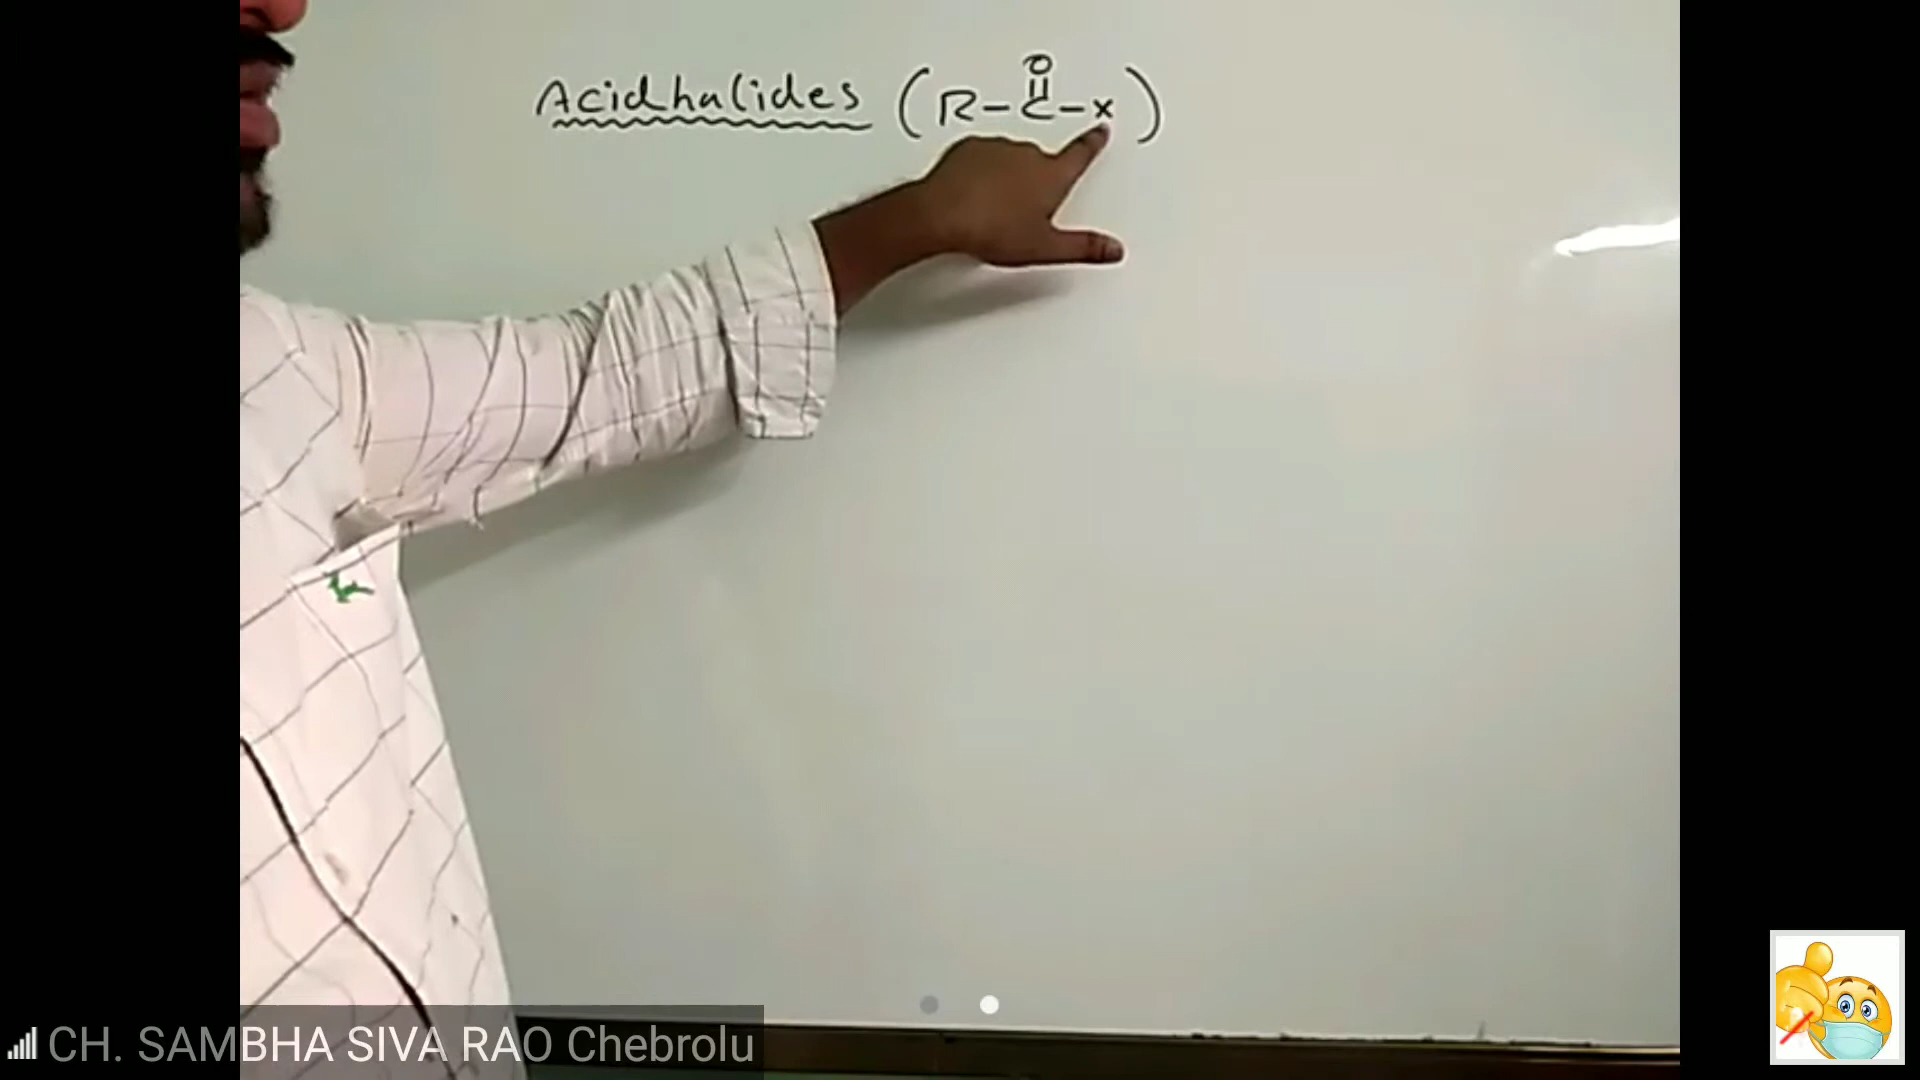 O
Acidhalides (R-C-x)
CH. SAMBHA SIVA RAO Chebrolu